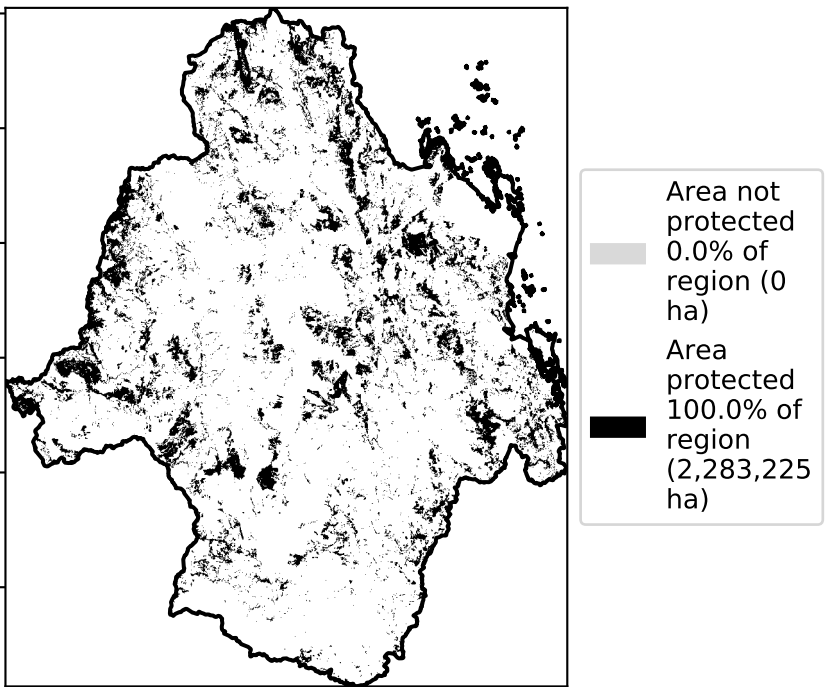 Area not
protected
0.0% of
region (0
ha)
Area
protected
100.0% of
region
(2,283,225
ha)